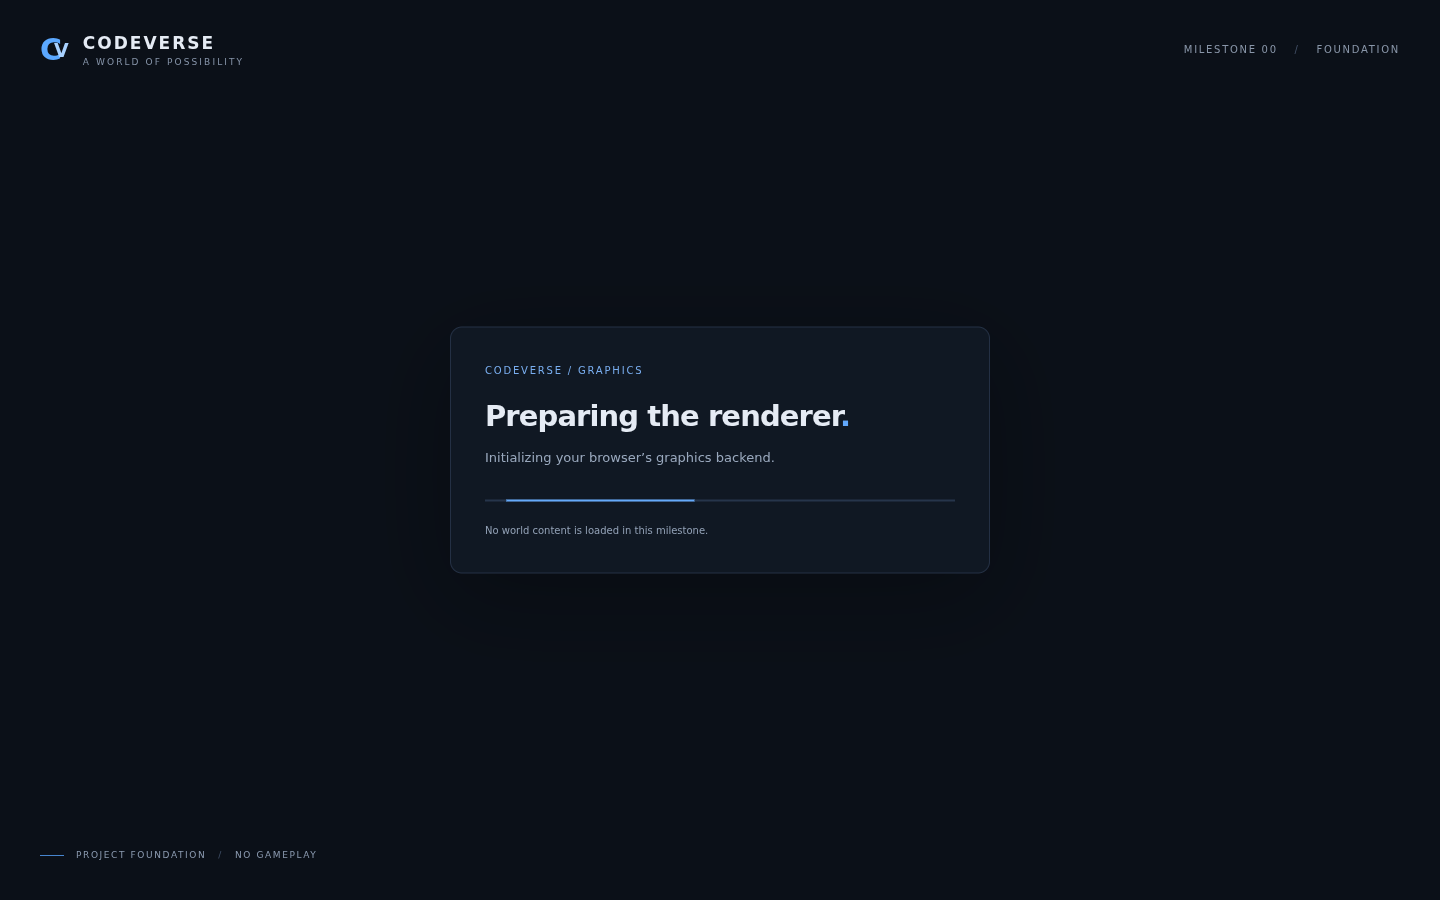 CV
CODEVERSE
A WORLD OF POSSIBILITY
MILESTONE 00 / FOUNDATION
CODEVERSE / GRAPHICS
Preparing the renderer.
Initializing your browser’s graphics backend.
No world content is loaded in this milestone.
PROJECT FOUNDATION / NO GAMEPLAY